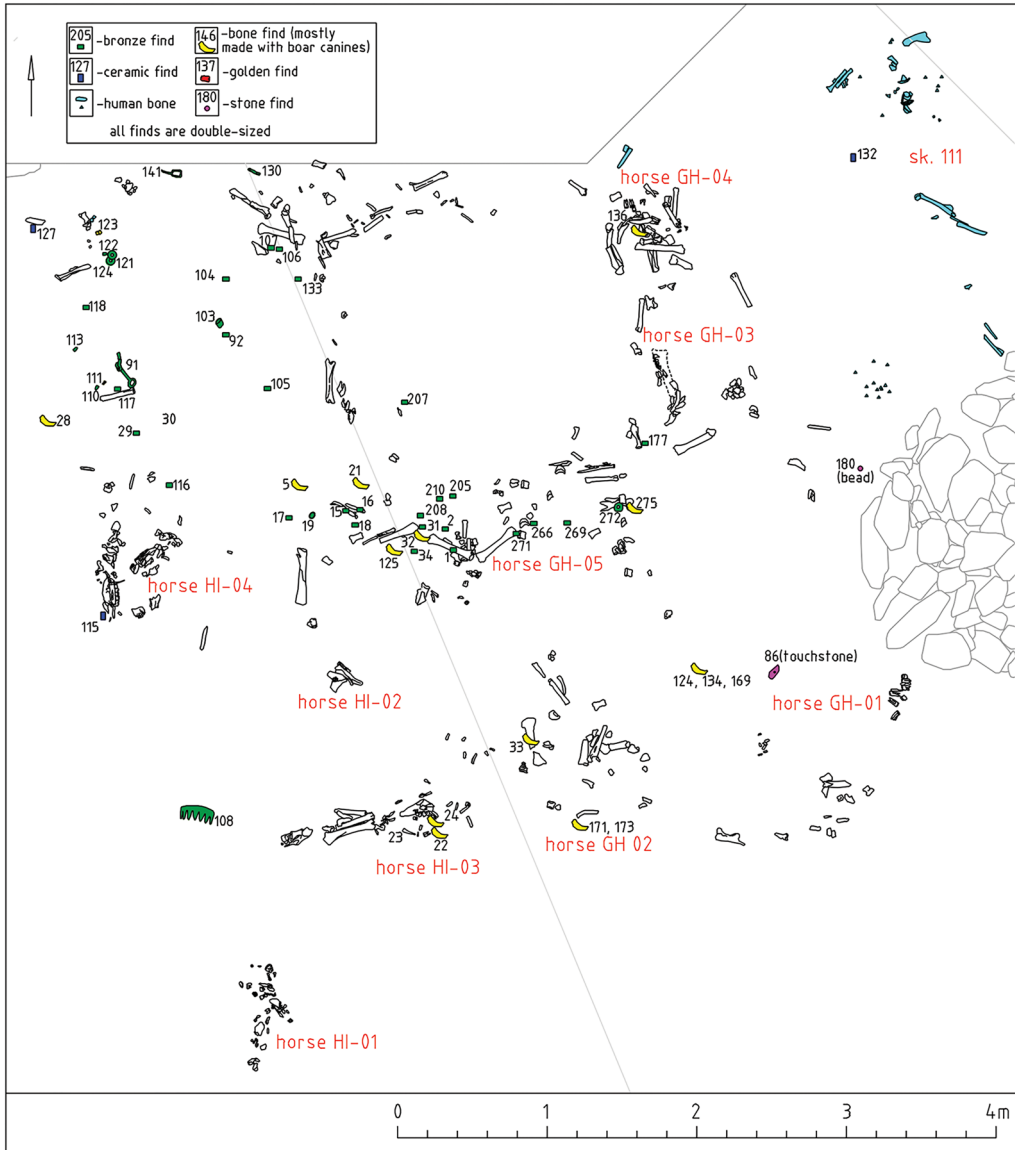 205 -bronze find
146 -bone find (mostly
made with boar canines)
127 -ceramic find
137 -golden find
-human bone
180 -stone find
all finds are double-sized
132
sk. 111
141
130
horse GH-04
127
123
136
122
121
124
107
106
104
133
118
103
92
horse GH-03
113
91
111
110
117
105
207
28
30
29
177
116
5
21
210
205
180
(bead)
17
19
15
16
18
208
31
2
32
125
34
1
271
266
269
272
275
horse GH-05
horse HI-04
115
86(touchstone)
124, 134, 169
horse GH-01
horse HI-02
33
108
24
23
22
171, 173
horse GH 02
horse HI-03
horse HI-01
0 1 2 3 4m